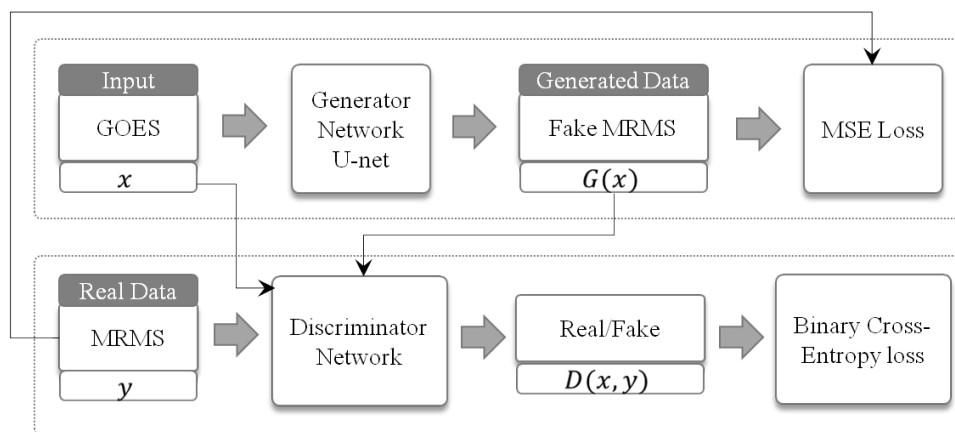 Input
GOES
x
Generator
Network
U-net
Generated Data
Fake MRMS
G(x)
MSE Loss
Real Data
MRMS
y
Discriminator
Network
Real/Fake
D(x, y)
Binary Cross-
Entropy loss